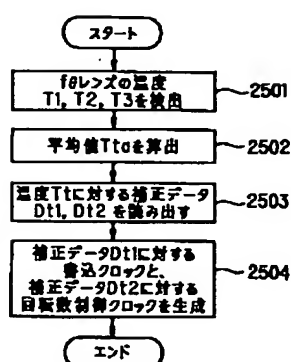 スタート
fθレンズの温度
T1, T2, T3を検出
2501
平均値Ttaを算出
2502
温度Ttに対する補正データ
Dt1, Dt2 を読み出す
2503
補正データDt1に対する
書込クロックと、
補正データDt2に対する
回転数制御クロックを生成
2504
エンド